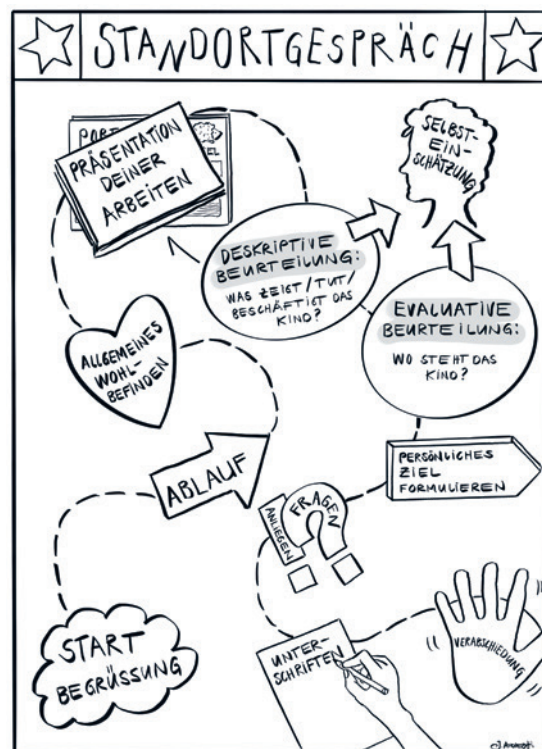 STANDORTGESPRÄCH
PRÄSENTATION
DEINER
ARBEITEN
SELBST-
EIN-
SCHÄTZUNG
DESKRIPTIVE
BEURTEILUNG:
WAS ZEIGT/TUT/
BESCHÄFTIGT DAS
KIND?
EVALUATIVE
BEURTEILUNG:
WO STEHT DAS
KIND?
ALLGEMEINES
WOHL-
BEFINDEN
PERSÖNLICHES
ZIEL
FORMULIEREN
ABLAUF
ANLIEGEN
FRAGEN
START
BEGRÜSSUNG
UNTER-
SCHRIFTEN
VERABSCHIEDUNG